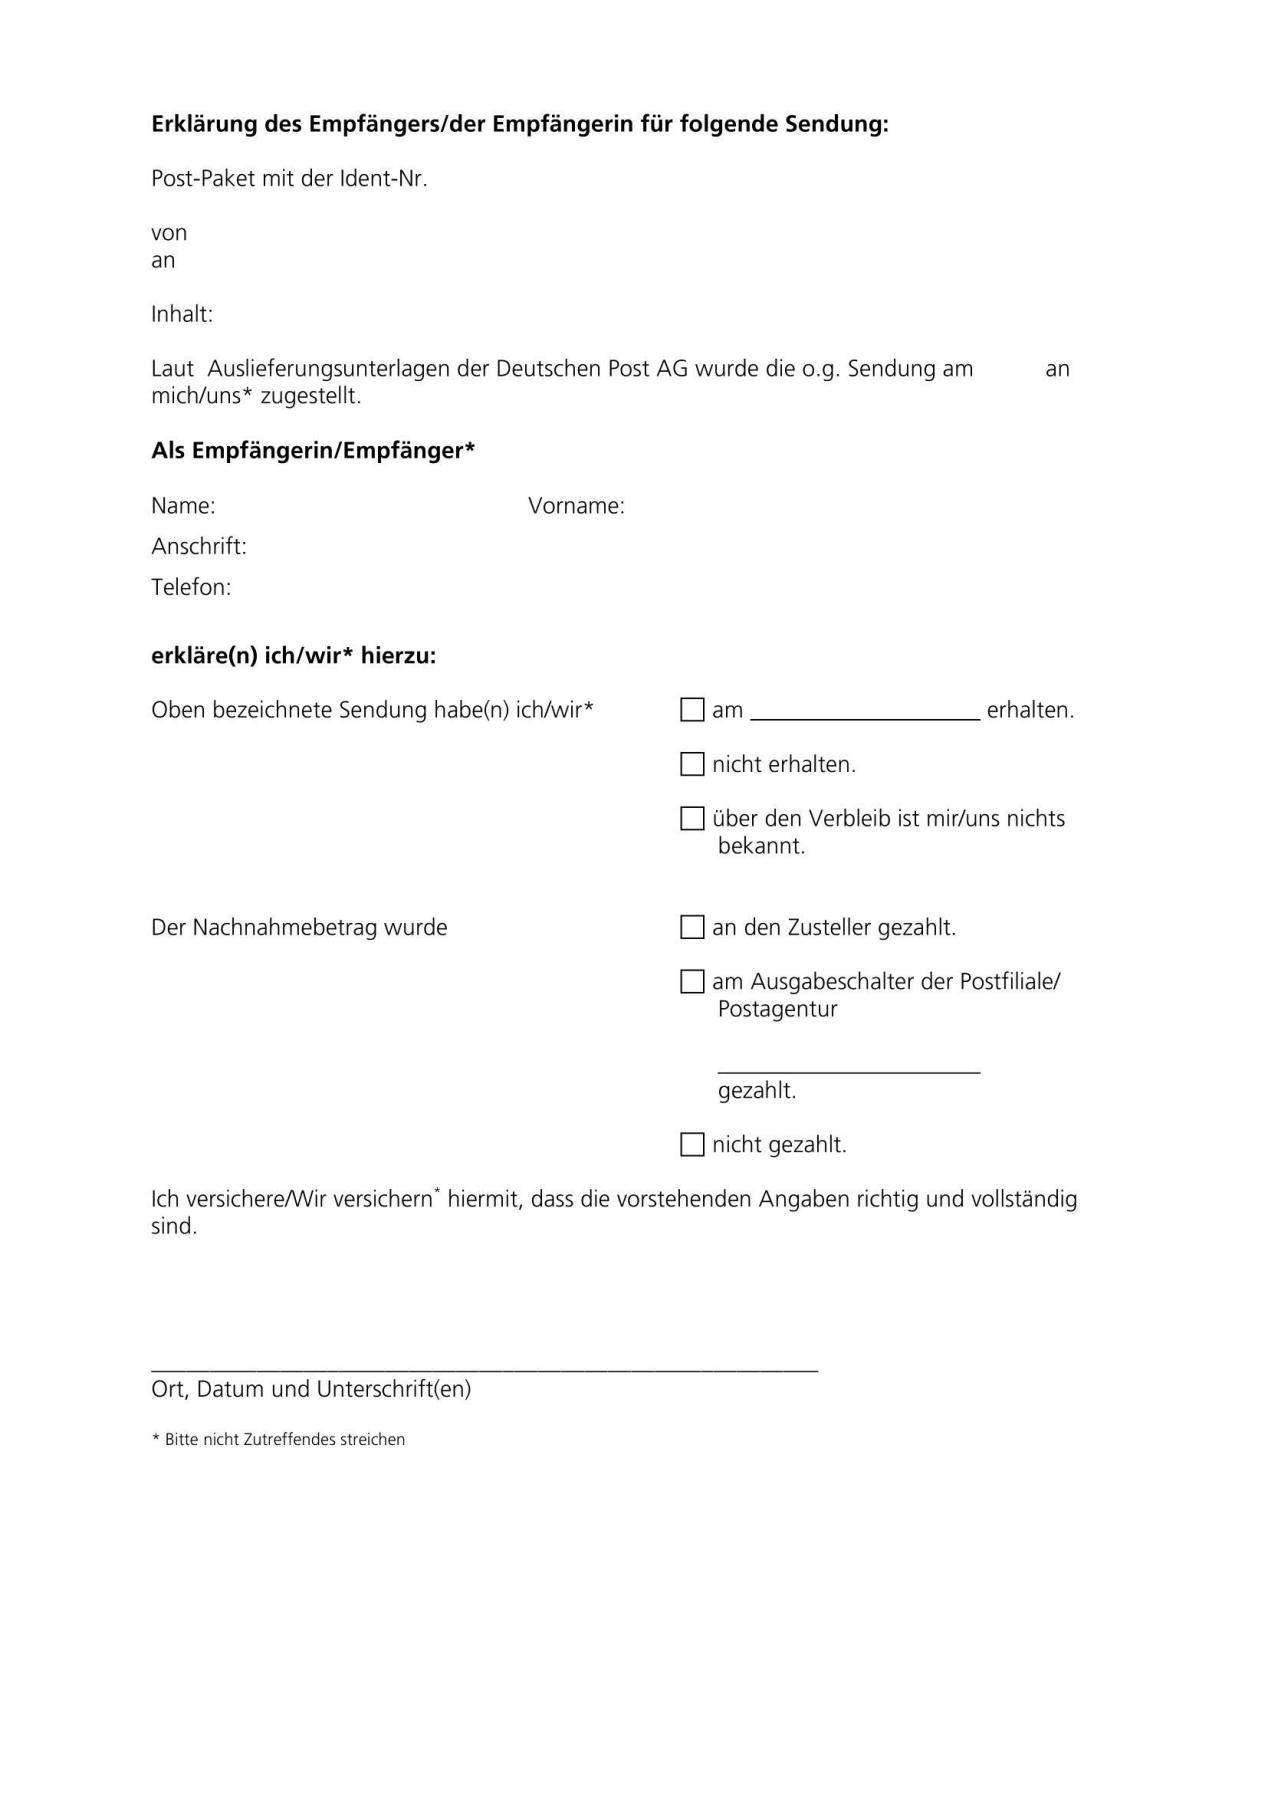 Erklärung des Empfängers/der Empfängerin für folgende Sendung:
Post-Paket mit der Ident-Nr.
von
an
Inhalt:
Laut  Auslieferungsunterlagen der Deutschen Post AG wurde die o.g. Sendung am an
mich/uns* zugestellt.
Als Empfängerin/Empfänger*
Name: Vorname:
Anschrift:
Telefon:
erkläre(n) ich/wir* hierzu:
Oben bezeichnete Sendung habe(n) ich/wir* ☐ am ____________________ erhalten.
☐ nicht erhalten.
☐ über den Verbleib ist mir/uns nichts
bekannt.
Der Nachnahmebetrag wurde ☐ an den Zusteller gezahlt.
☐ am Ausgabeschalter der Postfiliale/
Postagentur
gezahlt.
☐ nicht gezahlt.
Ich versichere/Wir versichern* hiermit, dass die vorstehenden Angaben richtig und vollständig
sind.
Ort, Datum und Unterschrift(en)
* Bitte nicht Zutreffendes streichen